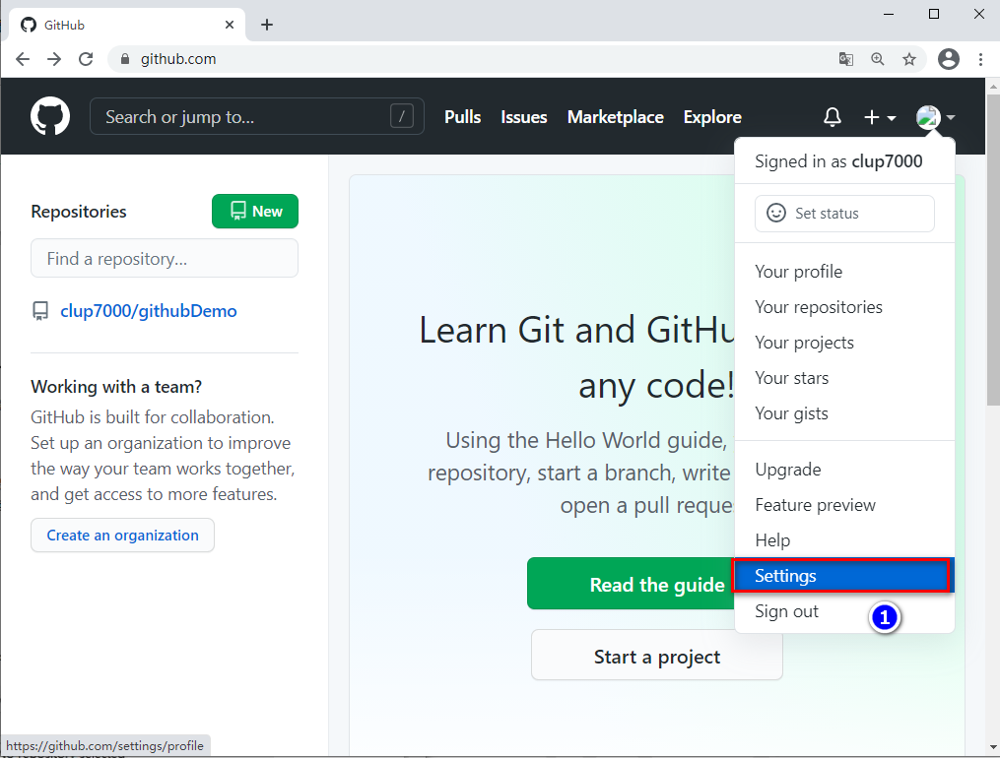 GitHub
github.com
Search or jump to...
/
Pulls
Issues
Marketplace
Explore
Signed in as clup7000
Set status
Your profile
Your repositories
Your projects
Your stars
Your gists
Upgrade
Feature preview
Help
Settings
Sign out
1
Repositories
New
Find a repository...
clup7000/githubDemo
Working with a team?
GitHub is built for collaboration.
Set up an organization to improve
the way your team works together,
and get access to more features.
Create an organization
Learn Git and GitHu
any code!
Using the Hello World guide,
repository, start a branch, write
open a pull reques
Read the guide
Start a project
https://github.com/settings/profile